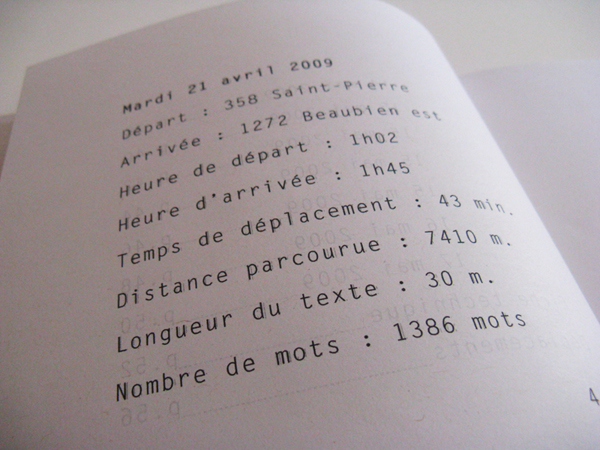 Mardi 21 avril 2009
Départ : 358 Saint-Pierre
Arrivée : 1272 Beaubien est
Heure de départ : 1h02
Heure d'arrivée : 1h45
Temps de déplacement : 43 min.
Distance parcourue : 7410 m.
Longueur du texte : 30 m.
Nombre de mots : 1386 mots
4